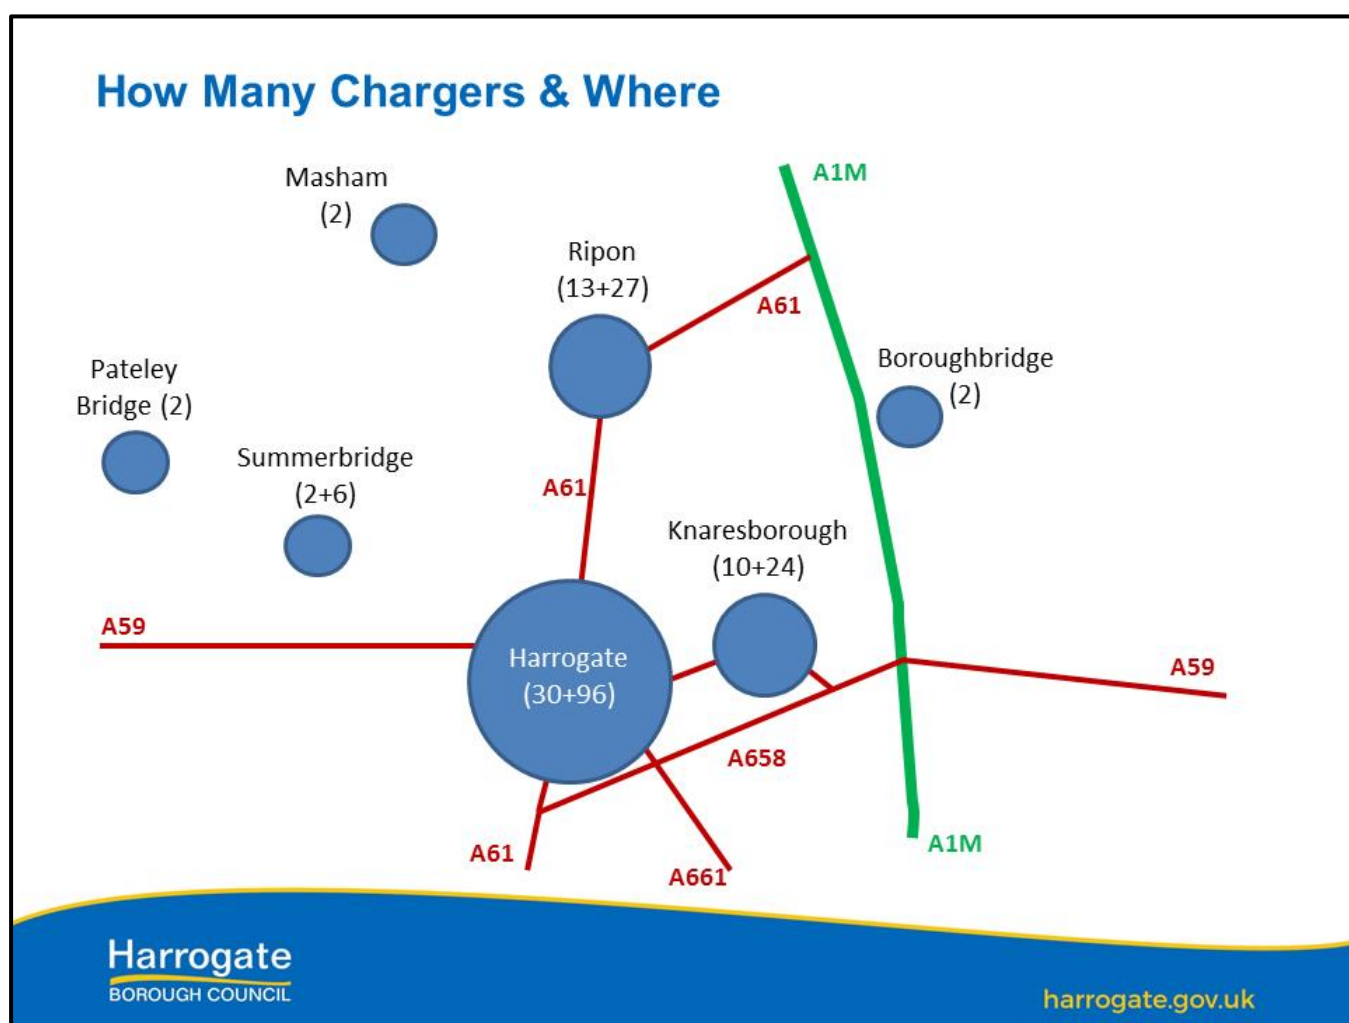 How Many Chargers & Where
A1M
Masham
(2)
Ripon
(13+27)
A61
Boroughbridge
(2)
Pateley
Bridge (2)
Summerbridge
(2+6)
A61
Knaresborough
(10+24)
A59
Harrogate
(30+96)
A59
A658
A61
A661
A1M
Harrogate
BOROUGH COUNCIL
harrogate.gov.uk